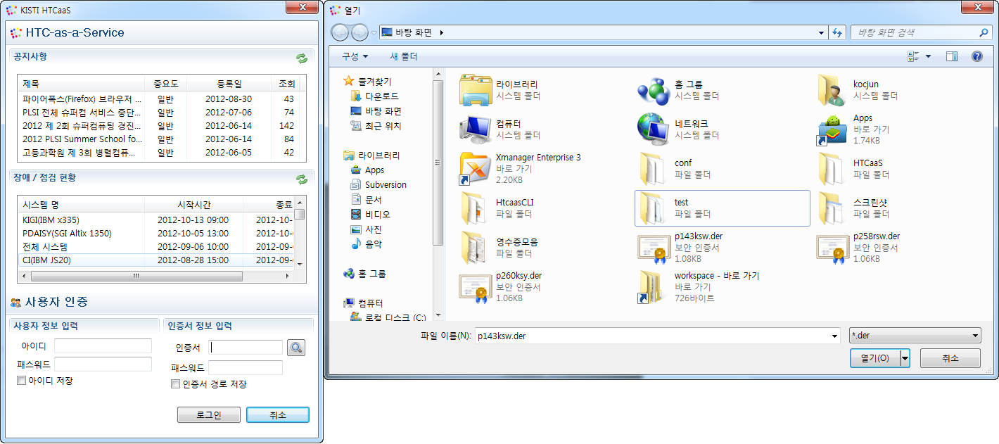 KISTI HTCaaS
HTC-as-a-Service
공지사항
제목 중요도 등록일 조회
파이어폭스(Firefox) 브라우저 ... 일반 2012-08-30 43
PLSI 전체 슈퍼컴 서비스 중단... 일반 2012-07-06 74
2012 제 2회 슈퍼컴퓨팅 경진... 일반 2012-06-14 142
2012 PLSI Summer School fo... 일반 2012-06-14 84
고등과학원 제 3회 병렬컴퓨... 일반 2012-06-05 42
장애 / 점검 현황
시스템 명 시작시간 종료
KIGI(IBM x335) 2012-10-13 09:00 2012-10-
PDAISY(SGI Altix 1350) 2012-10-05 13:00 2012-10-
전체 시스템 2012-09-06 10:00 2012-09-
CI(IBM JS20) 2012-08-28 15:00 2012-09-
사용자 인증
사용자 정보 입력
아이디
패스워드
아이디 저장
인증서 정보 입력
인증서
패스워드
인증서 경로 저장
로그인 취소
열기
바탕 화면
바탕 화면 검색
구성 새 폴더
즐겨찾기
다운로드
바탕 화면
최근 위치
라이브러리
Apps
Subversion
문서
비디오
사진
음악
홈 그룹
컴퓨터
로컬 디스크 (C:)
라이브러리
시스템 폴더
홈 그룹
시스템 폴더
kocjun
시스템 폴더
컴퓨터
시스템 폴더
네트워크
시스템 폴더
Apps
바로 가기
1.74KB
Xmanager Enterprise 3
바로 가기
2.20KB
conf
파일 폴더
HTCaaS
파일 폴더
HtcaasCLI
파일 폴더
test
파일 폴더
스크린샷
파일 폴더
영수증모음
파일 폴더
p143ksw.der
보안 인증서
1.08KB
p258rsw.der
보안 인증서
1.06KB
p260ksy.der
보안 인증서
1.06KB
workspace - 바로 가기
바로 가기
726바이트
파일 이름(N): p143ksw.der *.der
열기(O) 취소